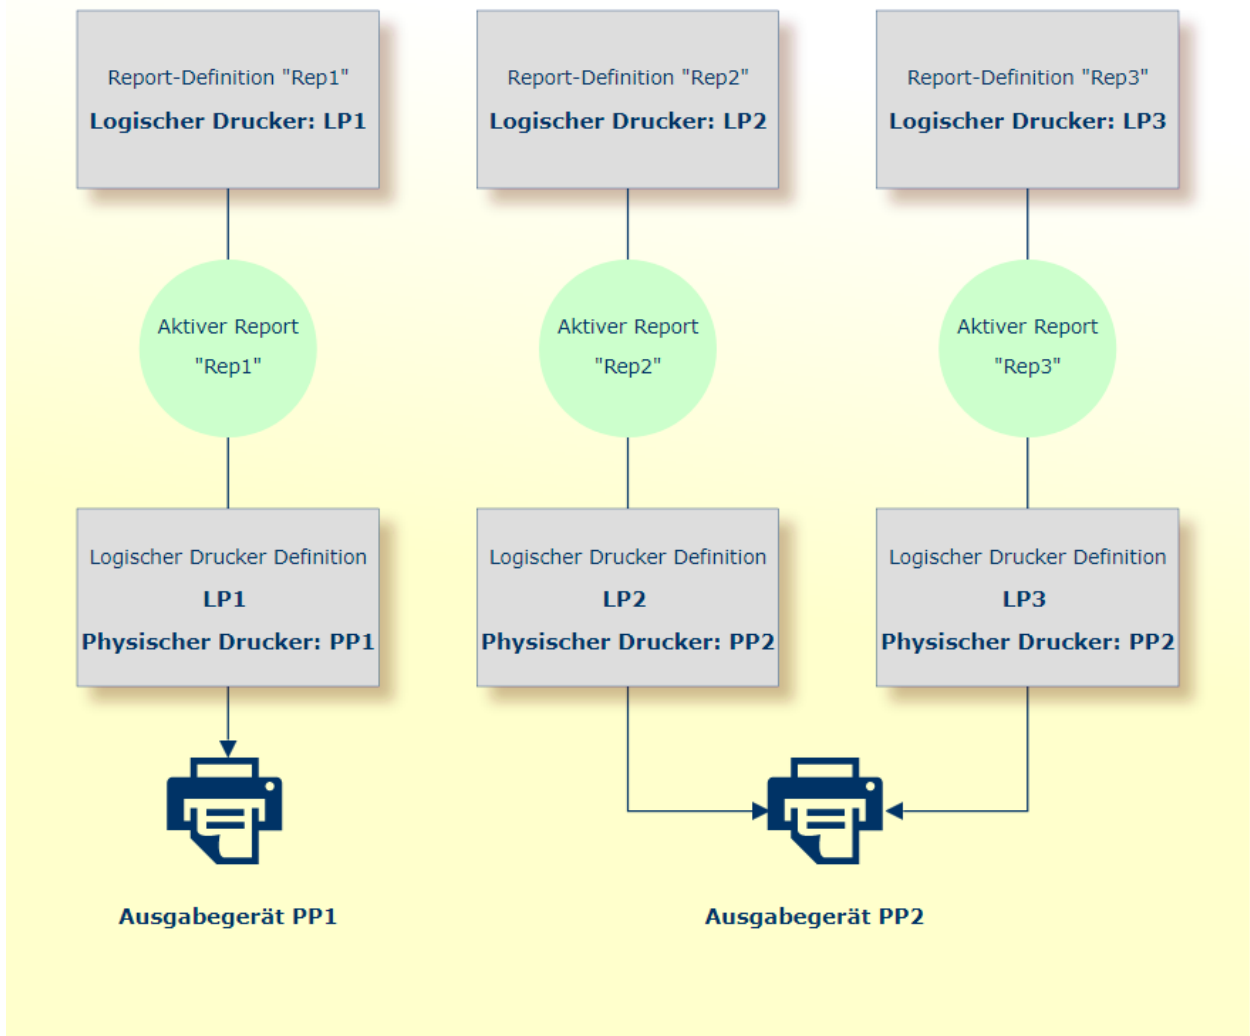 Report-Definition "Rep1"
Logischer Drucker: LP1
Report-Definition "Rep2"
Logischer Drucker: LP2
Report-Definition "Rep3"
Logischer Drucker: LP3
Aktiver Report
"Rep1"
Aktiver Report
"Rep2"
Aktiver Report
"Rep3"
Logischer Drucker Definition
LP1
Physischer Drucker: PP1
Logischer Drucker Definition
LP2
Physischer Drucker: PP2
Logischer Drucker Definition
LP3
Physischer Drucker: PP2
Ausgabegerät PP1
Ausgabegerät PP2